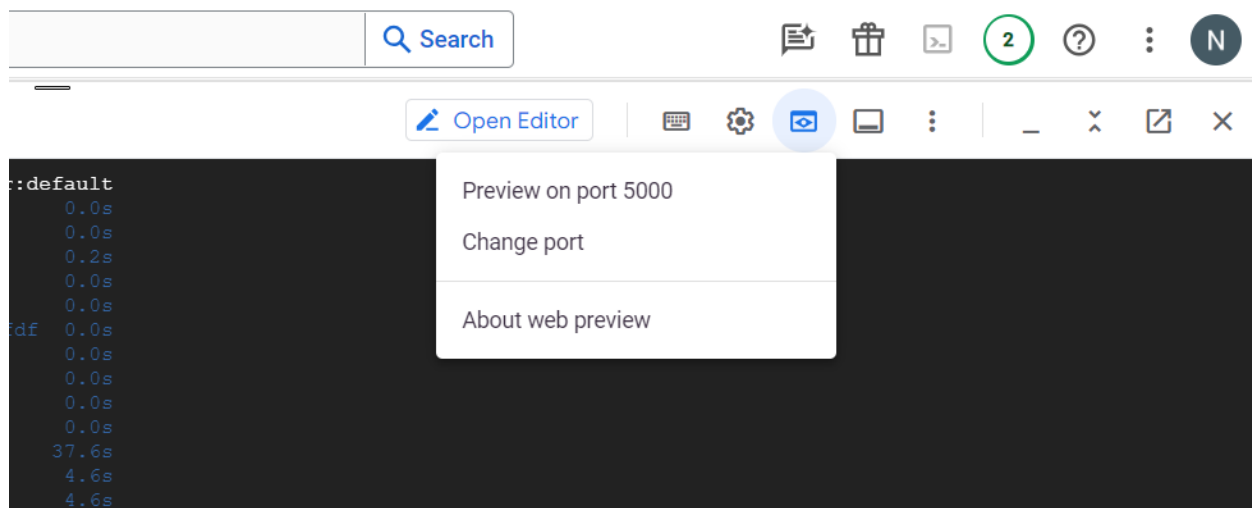 Search
2
N
Open Editor
r:default
0.0s
0.0s
0.2s
0.0s
0.0s
fdf 0.0s
0.0s
0.0s
0.0s
0.0s
37.6s
4.6s
4.6s
Preview on port 5000
Change port
About web preview